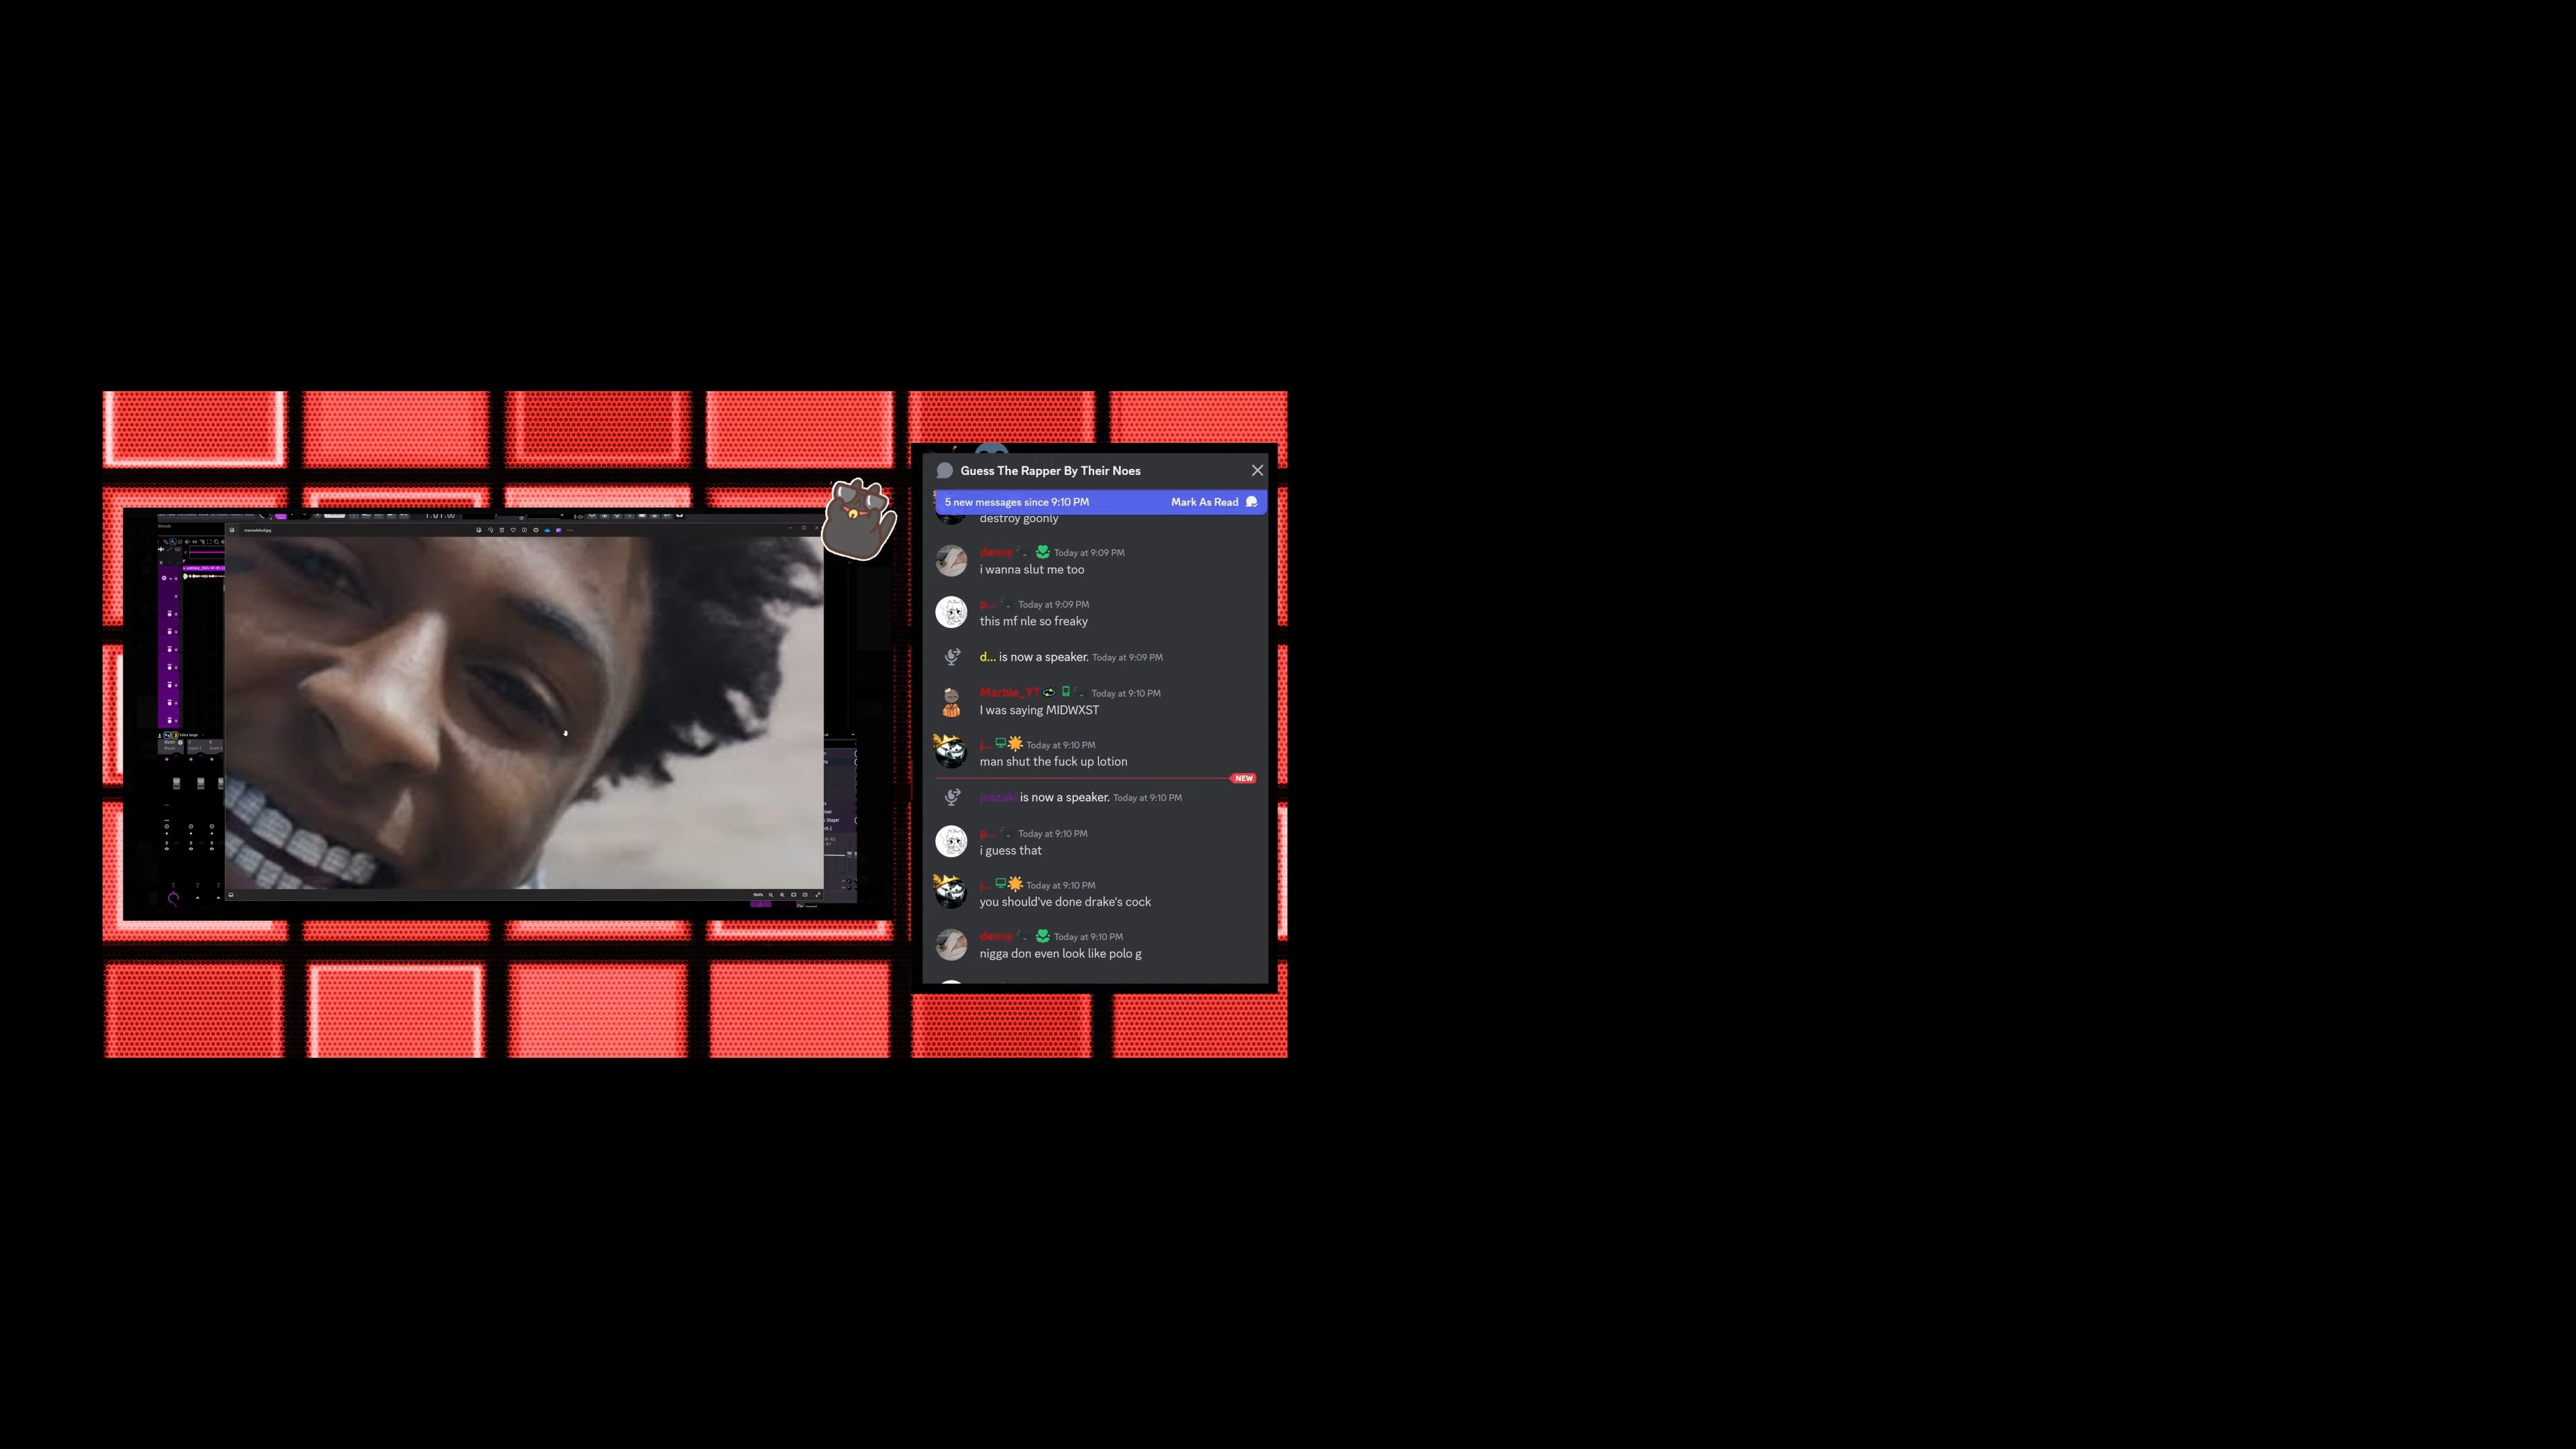 Guess The Rapper By Their Noes
5 new messages since 9:10 PM Mark As Read
destroy goonly
denny Today at 9:09 PM
i wanna slut me too
p... Today at 9:09 PM
this mf nle so freaky
d... is now a speaker. Today at 9:09 PM
Marble_YT Today at 9:10 PM
I was saying MIDWXST
j... Today at 9:10 PM
man shut the fuck up lotion
NEW
juszuki is now a speaker. Today at 9:10 PM
p... Today at 9:10 PM
i guess that
j... Today at 9:10 PM
you should've done drake's cock
denny Today at 9:10 PM
nigga don even look like polo g